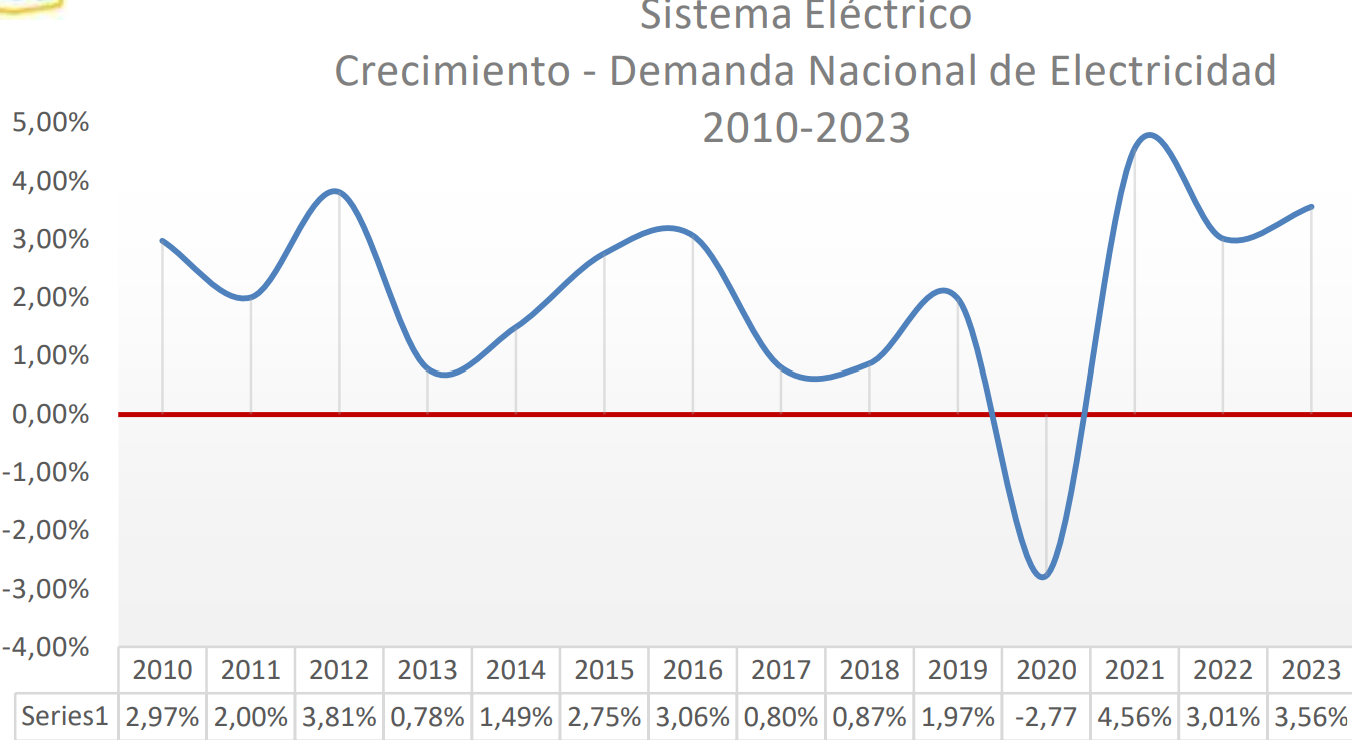 Sistema Eléctrico
Crecimiento - Demanda Nacional de Electricidad
2010-2023
5,00%
4,00%
3,00%
2,00%
1,00%
0,00%
-1,00%
-2,00%
-3,00%
-4,00%
2010 2011 2012 2013 2014 2015 2016 2017 2018 2019 2020 2021 2022 2023
Series1 2,97% 2,00% 3,81% 0,78% 1,49% 2,75% 3,06% 0,80% 0,87% 1,97% -2,77 4,56% 3,01% 3,56%